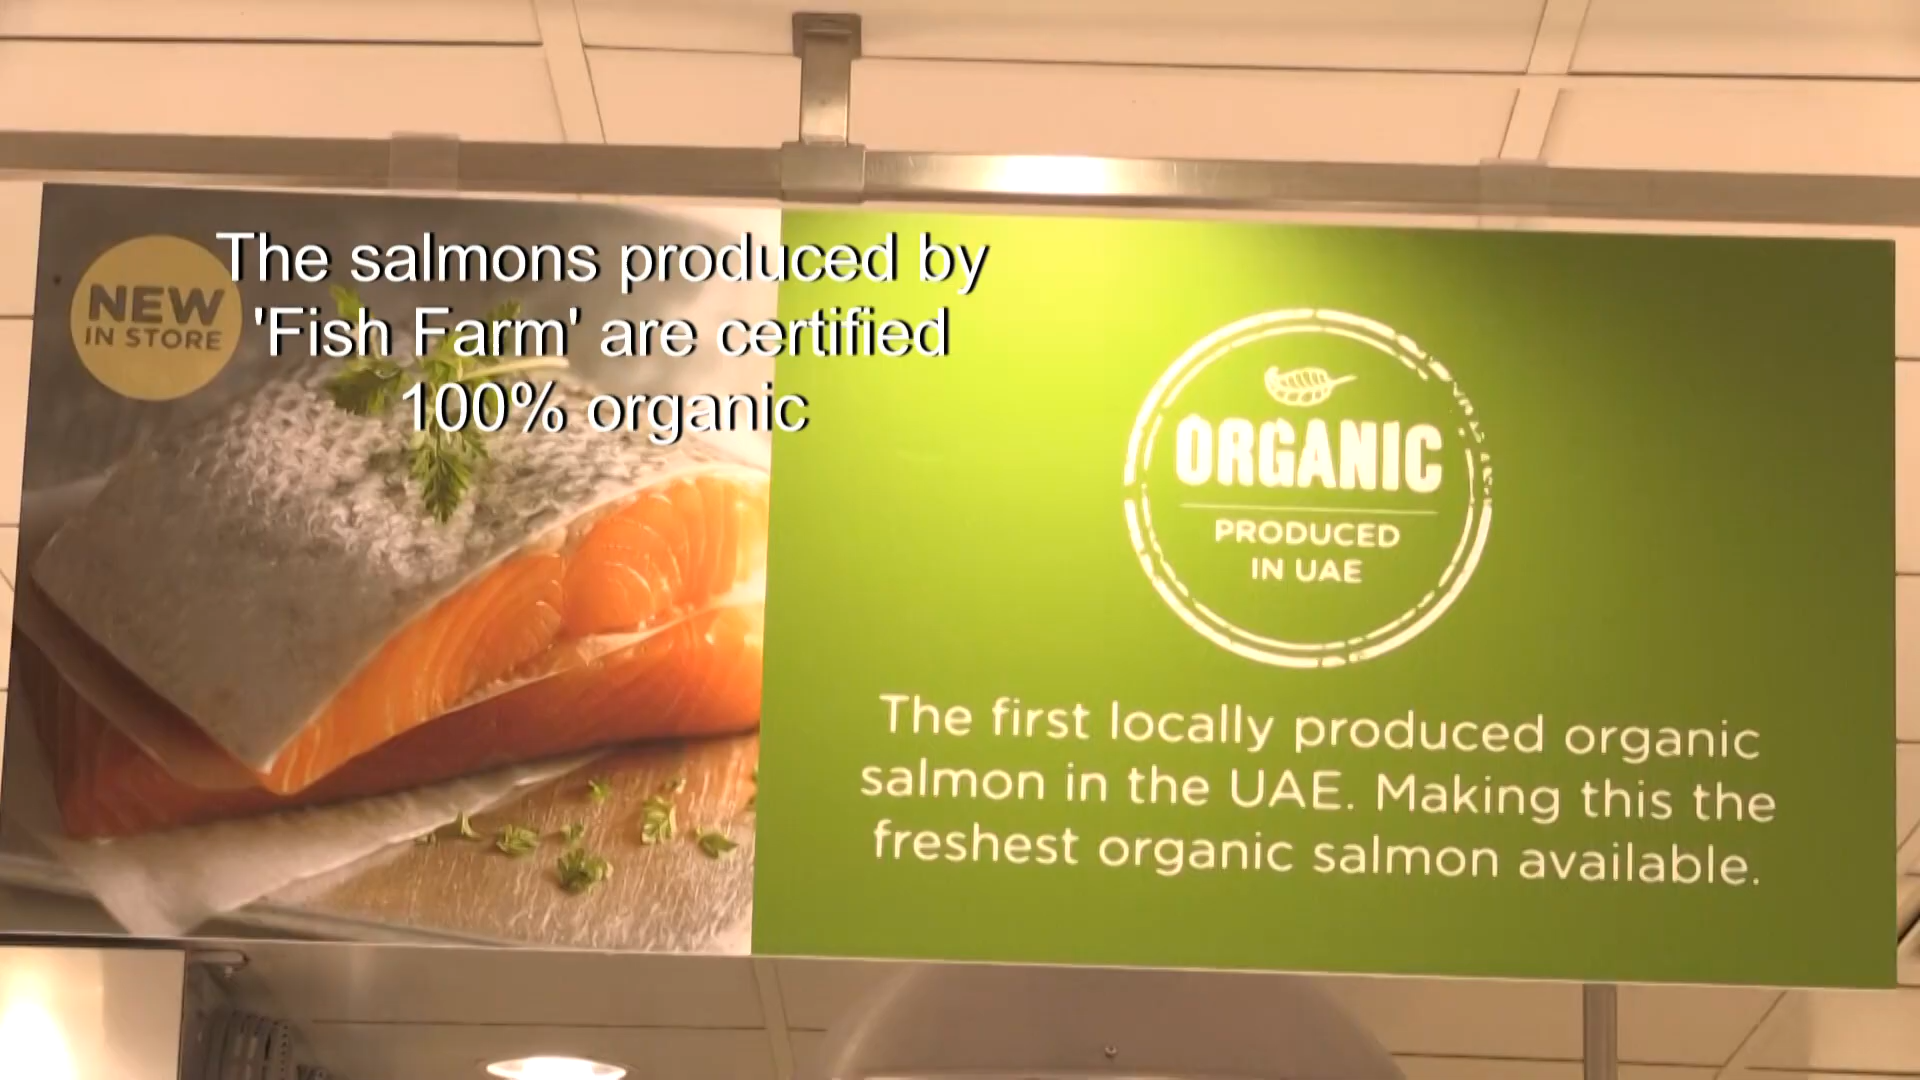 The salmons produced by
'Fish Farm' are certified
100% organic
NEW
IN STORE
ORGANIC
PRODUCED
IN UAE
The first locally produced organic
salmon in the UAE. Making this the
freshest organic salmon available.